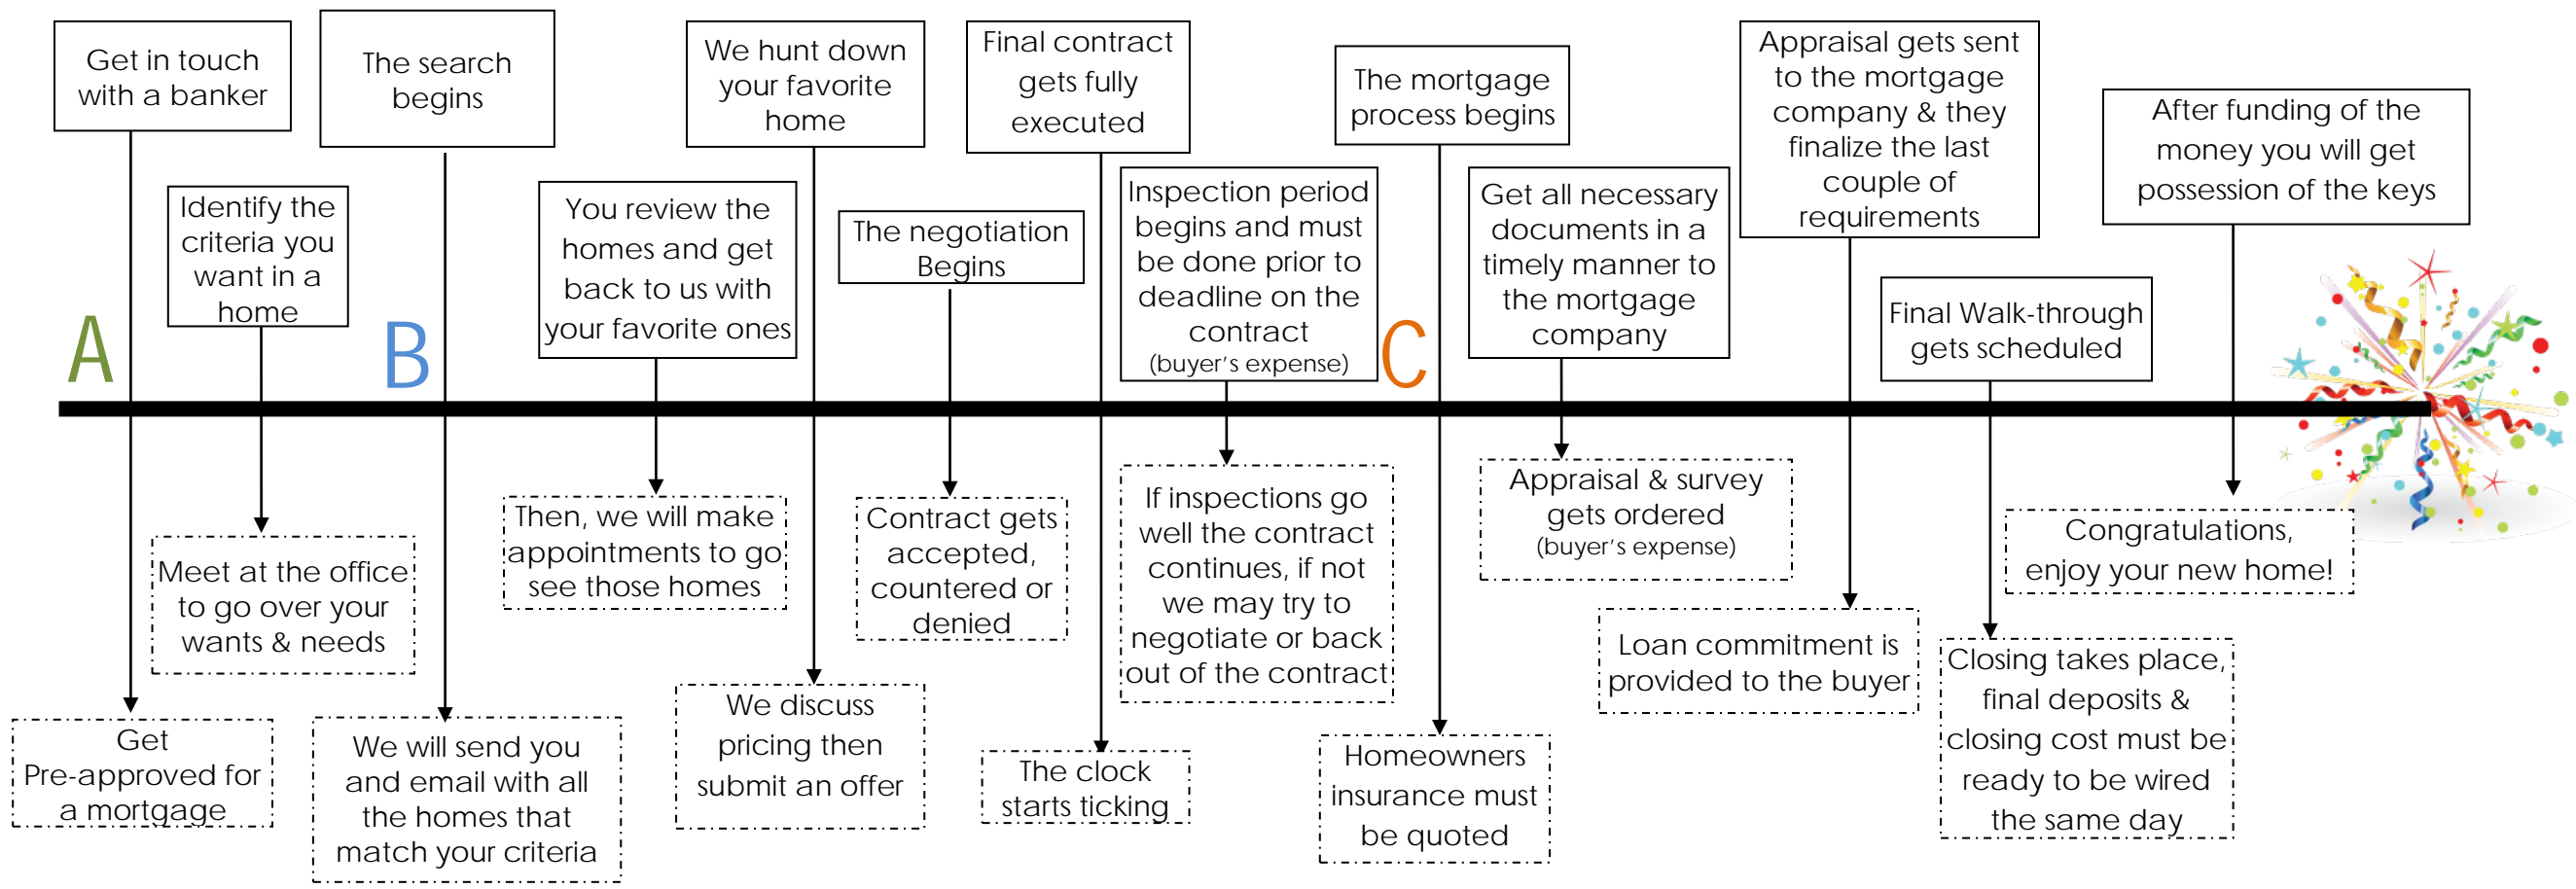 Get in touch
with a banker
The search
begins
We hunt down
your favorite
home
Final contract
gets fully
executed
The mortgage
process begins
Appraisal gets sent
to the mortgage
company & they
finalize the last
couple of
requirements
After funding of the
money you will get
possession of the keys
Identify the
criteria you
want in a
home
You review the
homes and get
back to us with
your favorite ones
The negotiation
Begins
Inspection period
begins and must
be done prior to
deadline on the
contract
(buyer's expense)
Get all necessary
documents in a
timely manner to
the mortgage
company
Final Walk-through
gets scheduled
A
B
C
Meet at the office
to go over your
wants & needs
Then, we will make
appointments to go
see those homes
Contract gets
accepted,
countered or
denied
If inspections go
well the contract
continues, if not
we may try to
negotiate or back
out of the contract
Appraisal & survey
gets ordered
(buyer's expense)
Congratulations,
enjoy your new home!
Get
Pre-approved for
a mortgage
We will send you
and email with all
the homes that
match your criteria
We discuss
pricing then
submit an offer
The clock
starts ticking
Homeowners
insurance must
be quoted
Loan commitment is
provided to the buyer
Closing takes place,
final deposits &
closing cost must be
ready to be wired
the same day